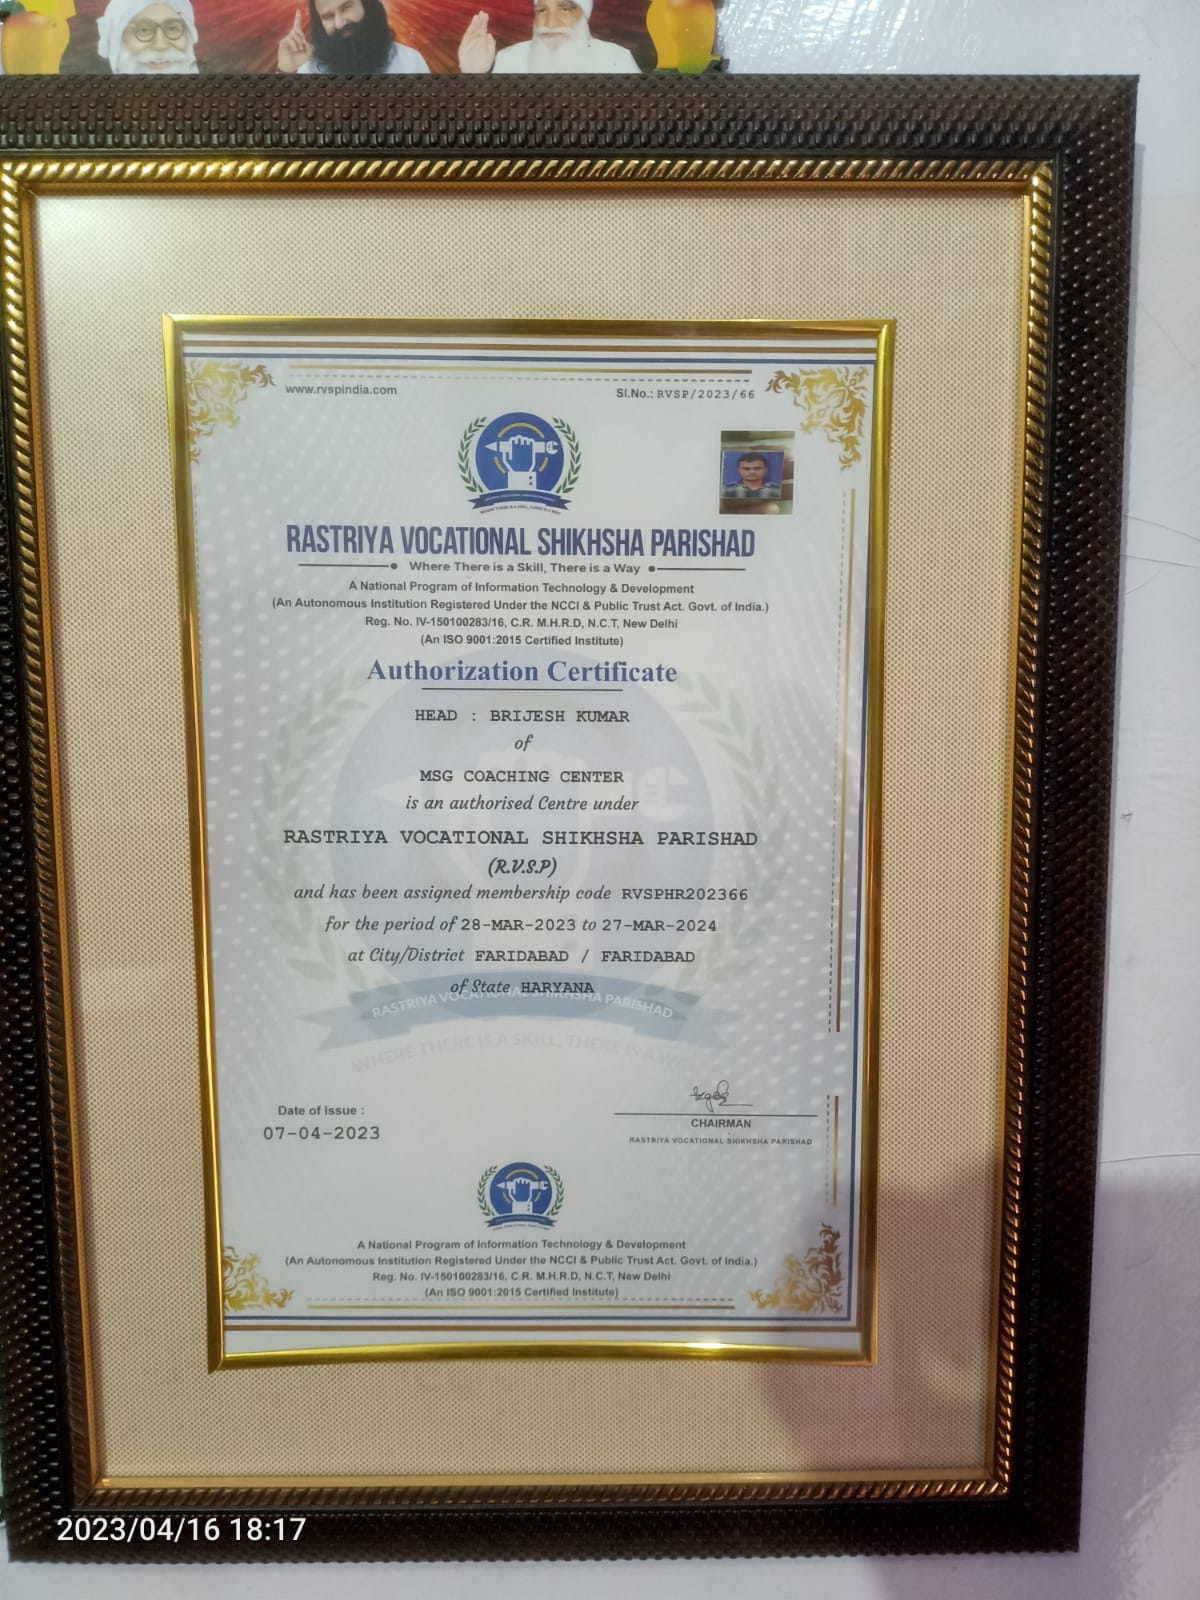 www.rvspindia.com
Sl.No.: RVSP/2023/66
RASTRIYA VOCATIONAL SHIKHSHA PARISHAD
Where There is a Skill, There is a Way
A National Program of Information Technology & Development
(An Autonomous Institution Registered Under the NCCI & Public Trust Act. Govt. of India.)
Reg. No. IV-150100283/16, C.R. M.H.R.D, N.C.T, New Delhi
(An ISO 9001:2015 Certified Institute)
Authorization Certificate
HEAD : BRIJESH KUMAR
of
MSG COACHING CENTER
is an authorised Centre under
RASTRIYA VOCATIONAL SHIKHSHA PARISHAD
(R.V.S.P)
and has been assigned membership code RVSPHR202366
for the period of 28-MAR-2023 to 27-MAR-2024
at City/District FARIDABAD / FARIDABAD
of State HARYANA
RASTRIYA VOCATIONAL SHIKHSHA PARISHAD
WHERE THERE IS A SKILL, THERE IS A WAY
Date of Issue :
07-04-2023
CHAIRMAN
RASTRIYA VOCATIONAL SHIKHSHA PARISHAD
A National Program of Information Technology & Development
(An Autonomous Institution Registered Under the NCCI & Public Trust Act. Govt. of India.)
Reg. No. IV-150100283/16, C.R. M.H.R.D, N.C.T, New Delhi
(An ISO 9001:2015 Certified Institute)
2023/04/16 18:17